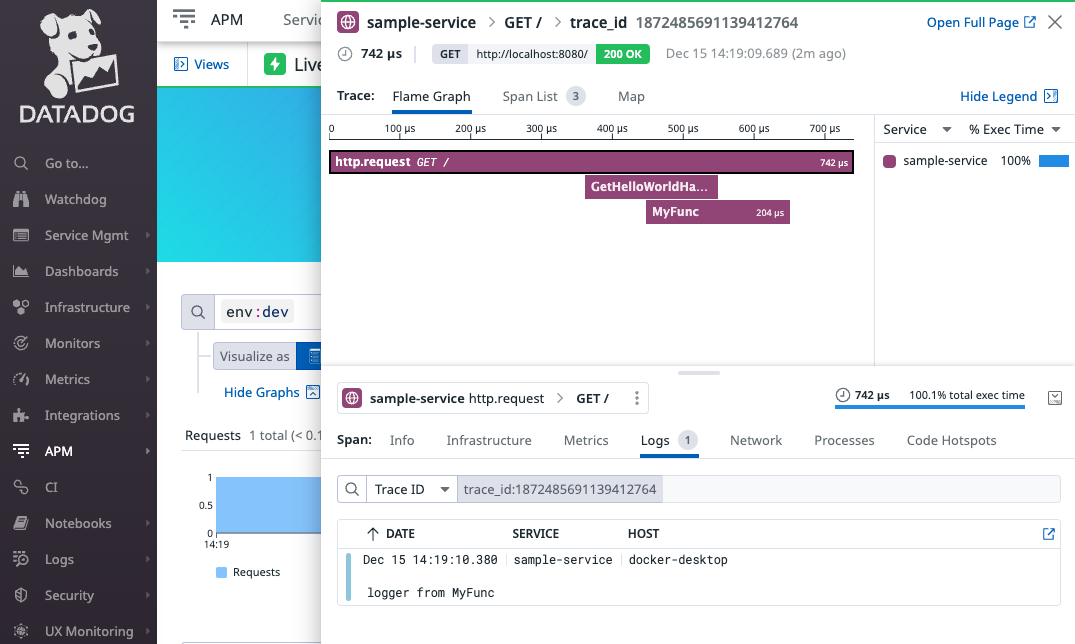 DATADOG
Go to...
Watchdog
Service Mgmt
Dashboards
Infrastructure
Monitors
Metrics
Integrations
APM
CI
Notebooks
Logs
Security
UX Monitoring
APM
Servic
Views
Live
env:dev
Visualize as
Hide Graphs
Requests 1 total (< 0.1
1
0.5
0
14:19
Requests
sample-service > GET / > trace_id 1872485691139412764
Open Full Page
742 µs
GET http://localhost:8080/ 200 OK
Dec 15 14:19:09.689 (2m ago)
Trace: Flame Graph Span List 3 Map
Hide Legend
0 100 µs 200 µs 300 µs 400 µs 500 µs 600 µs 700 µs
Service % Exec Time
http.request GET / 742 µs
sample-service 100%
GetHelloWorldHa...
MyFunc 204 µs
sample-service http.request > GET /
742 µs 100.1% total exec time
Span: Info Infrastructure Metrics Logs 1 Network Processes Code Hotspots
Trace ID trace_id:1872485691139412764
DATE SERVICE HOST
Dec 15 14:19:10.380 sample-service docker-desktop
logger from MyFunc